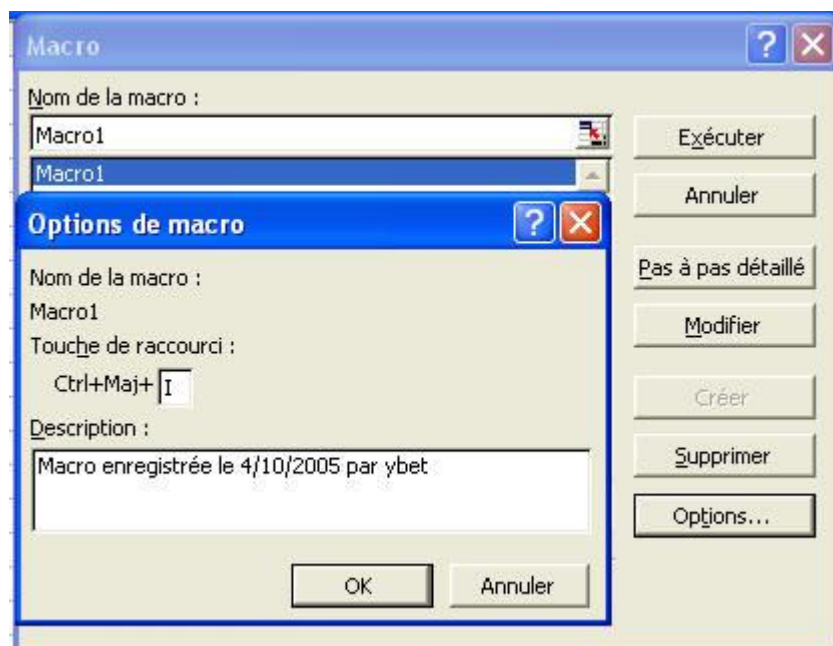 Macro
Nom de la macro :
Macro1
Macro1
Exécuter
Annuler
Pas à pas détaillé
Modifier
Créer
Supprimer
Options...
Options de macro
Nom de la macro :
Macro1
Touche de raccourci :
Ctrl+Maj+ I
Description :
Macro enregistrée le 4/10/2005 par ybet
OK Annuler